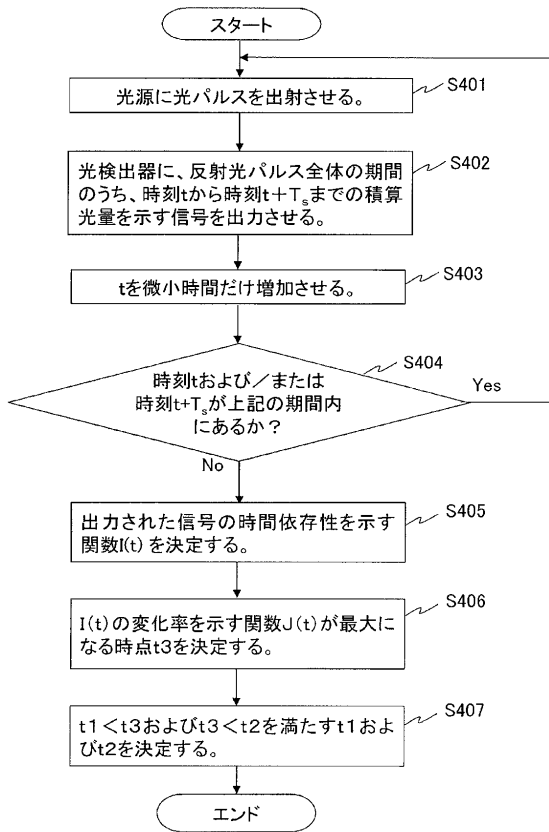 スタート
光源に光パルスを出射させる。
S401
光検出器に、反射光パルス全体の期間
のうち、時刻tから時刻t+Tsまでの積算
光量を示す信号を出力させる。
S402
tを微小時間だけ増加させる。
S403
時刻tおよび/または
時刻t+Tsが上記の期間内
にあるか?
S404
Yes
No
出力された信号の時間依存性を示す
関数I(t)を決定する。
S405
I(t)の変化率を示す関数J(t)が最大に
なる時点t3を決定する。
S406
t1<t3およびt3<t2を満たすt1およ
びt2を決定する。
S407
エンド